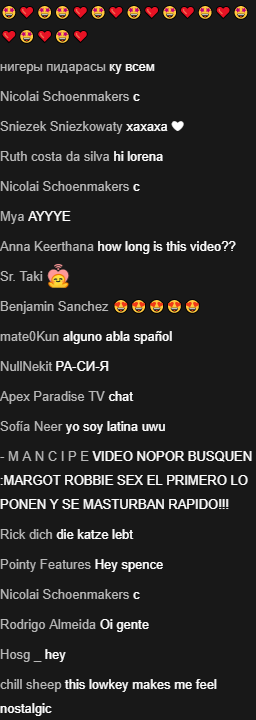 🤩❤️🤩🤩❤️🤩❤️🤩❤️🤩❤️🤩❤️🤩
❤️🤩❤️🤩❤️
нигеры пидарасы ку всем
Nicolai Schoenmakers c
Sniezek Sniezkowaty xaxaxa 🤍
Ruth costa da silva hi lorena
Nicolai Schoenmakers c
Mya AYYYE
Anna Keerthana how long is this video??
Sr. Taki
Benjamin Sanchez 🤩🤩🤩🤩🤩
mate0Kun alguno abla spañol
NullNekit РА-СИ-Я
Apex Paradise TV chat
Sofía Neer yo soy latina uwu
- M A N C I P E VIDEO NOPOR BUSQUEN
:MARGOT ROBBIE SEX EL PRIMERO LO
PONEN Y SE MASTURBAN RAPIDO!!!
Rick dich die katze lebt
Pointy Features Hey spence
Nicolai Schoenmakers c
Rodrigo Almeida Oi gente
Hosg _ hey
chill sheep this lowkey makes me feel
nostalgic